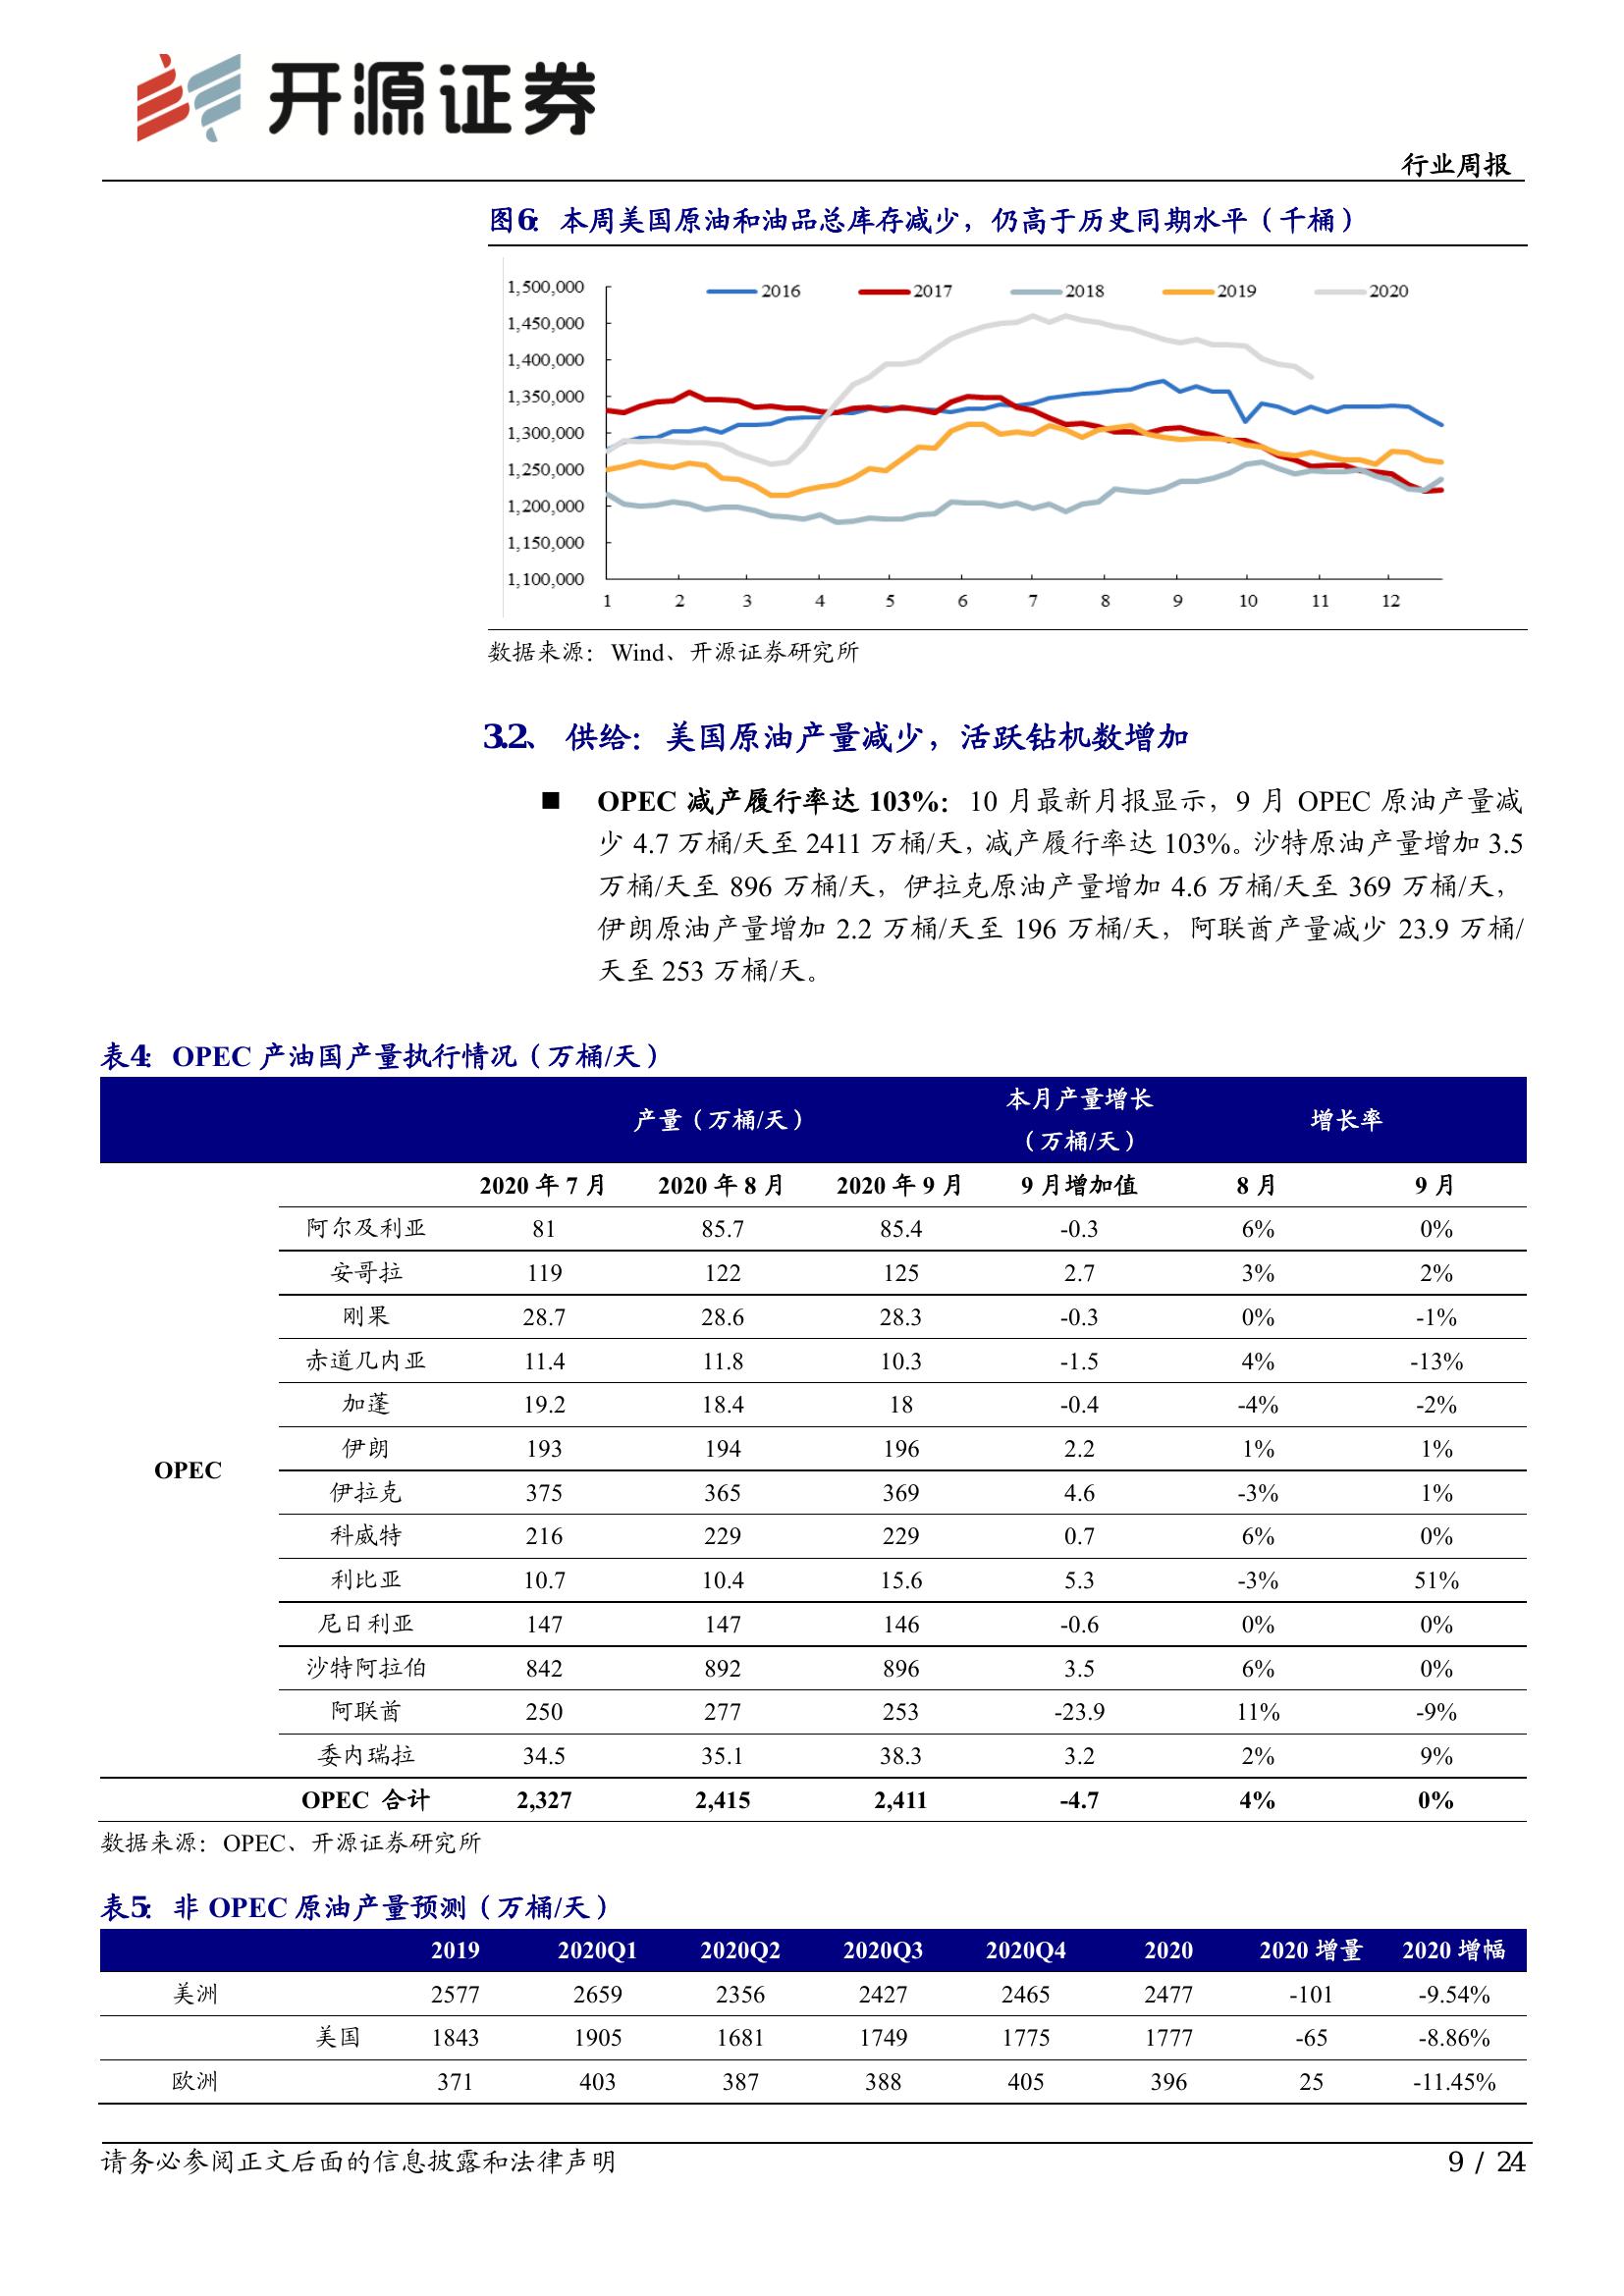 开源证券
行业周报
图6：本周美国原油和油品总库存减少，仍高于历史同期水平（千桶）
2016 2017 2018 2019 2020
1,500,000
1,450,000
1,400,000
1,350,000
1,300,000
1,250,000
1,200,000
1,150,000
1,100,000
1 2 3 4 5 6 7 8 9 10 11 12
数据来源：Wind、开源证券研究所
3.2、 供给：美国原油产量减少，活跃钻机数增加
■ OPEC 减产履行率达 103%：10 月最新月报显示，9 月 OPEC 原油产量减
少 4.7 万桶/天至 2411 万桶/天，减产履行率达 103%。沙特原油产量增加 3.5
万桶/天至 896 万桶/天，伊拉克原油产量增加 4.6 万桶/天至 369 万桶/天，
伊朗原油产量增加 2.2 万桶/天至 196 万桶/天，阿联酋产量减少 23.9 万桶/
天至 253 万桶/天。
表4：OPEC 产油国产量执行情况（万桶/天）
产量（万桶/天） 本月产量增长（万桶/天） 增长率
2020 年 7 月 2020 年 8 月 2020 年 9 月 9 月增加值 8 月 9 月
阿尔及利亚 81 85.7 85.4 -0.3 6% 0%
安哥拉 119 122 125 2.7 3% 2%
刚果 28.7 28.6 28.3 -0.3 0% -1%
赤道几内亚 11.4 11.8 10.3 -1.5 4% -13%
加蓬 19.2 18.4 18 -0.4 -4% -2%
伊朗 193 194 196 2.2 1% 1%
OPEC
伊拉克 375 365 369 4.6 -3% 1%
科威特 216 229 229 0.7 6% 0%
利比亚 10.7 10.4 15.6 5.3 -3% 51%
尼日利亚 147 147 146 -0.6 0% 0%
沙特阿拉伯 842 892 896 3.5 6% 0%
阿联酋 250 277 253 -23.9 11% -9%
委内瑞拉 34.5 35.1 38.3 3.2 2% 9%
OPEC 合计 2,327 2,415 2,411 -4.7 4% 0%
数据来源：OPEC、开源证券研究所
表5：非 OPEC 原油产量预测（万桶/天）
2019 2020Q1 2020Q2 2020Q3 2020Q4 2020 2020 增量 2020 增幅
美洲 2577 2659 2356 2427 2465 2477 -101 -9.54%
美国 1843 1905 1681 1749 1775 1777 -65 -8.86%
欧洲 371 403 387 388 405 396 25 -11.45%
请务必参阅正文后面的信息披露和法律声明
9 / 24